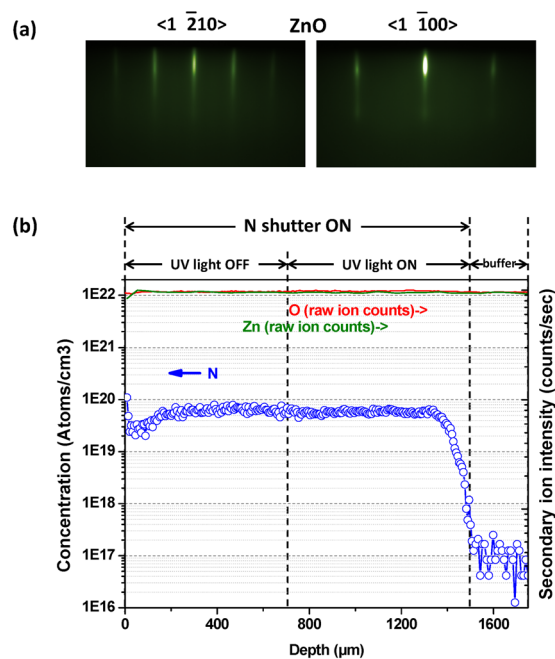 (a)
<1 2̄10> ZnO <1 1̄00>
(b)
N shutter ON
UV light OFF UV light ON buffer
O (raw ion counts)->
Zn (raw ion counts)->
N
Concentration (Atoms/cm3)
1E22
1E21
1E20
1E19
1E18
1E17
1E16
Secondary ion intensity (counts/sec)
0 400 800 1200 1600
Depth (µm)